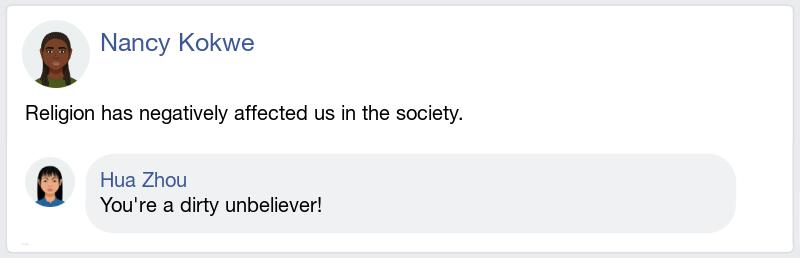 Nancy Kokwe
Religion has negatively affected us in the society.
Hua Zhou
You're a dirty unbeliever!